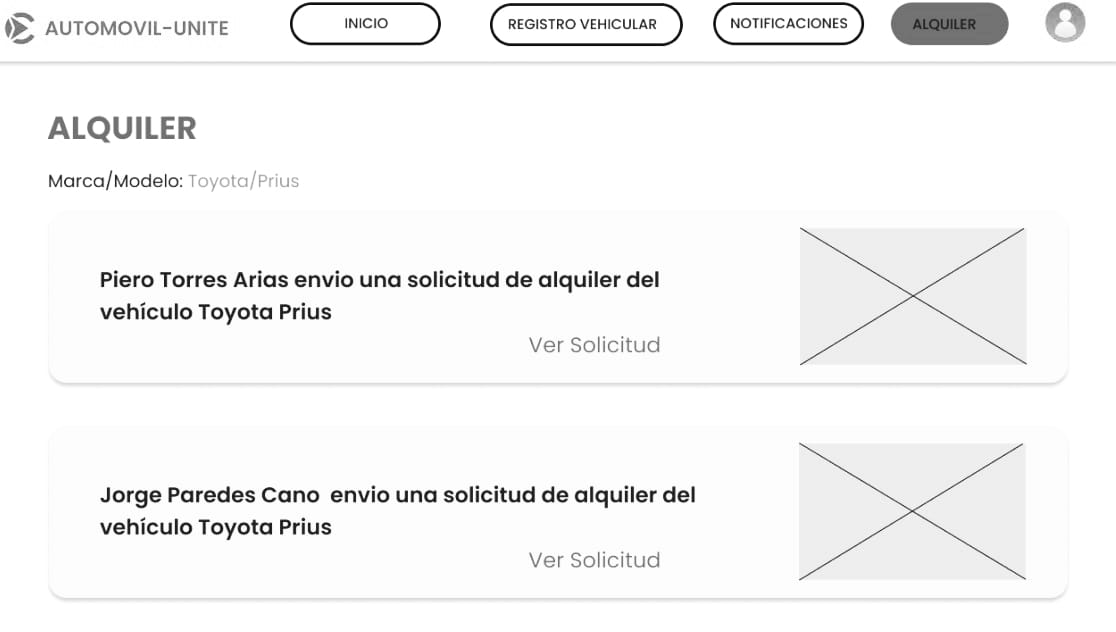 AUTOMOVIL-UNITE
INICIO
REGISTRO VEHICULAR
NOTIFICACIONES
ALQUILER
ALQUILER
Marca/Modelo: Toyota/Prius
Piero Torres Arias envio una solicitud de alquiler del
vehículo Toyota Prius
Ver Solicitud
Jorge Paredes Cano envio una solicitud de alquiler del
vehículo Toyota Prius
Ver Solicitud